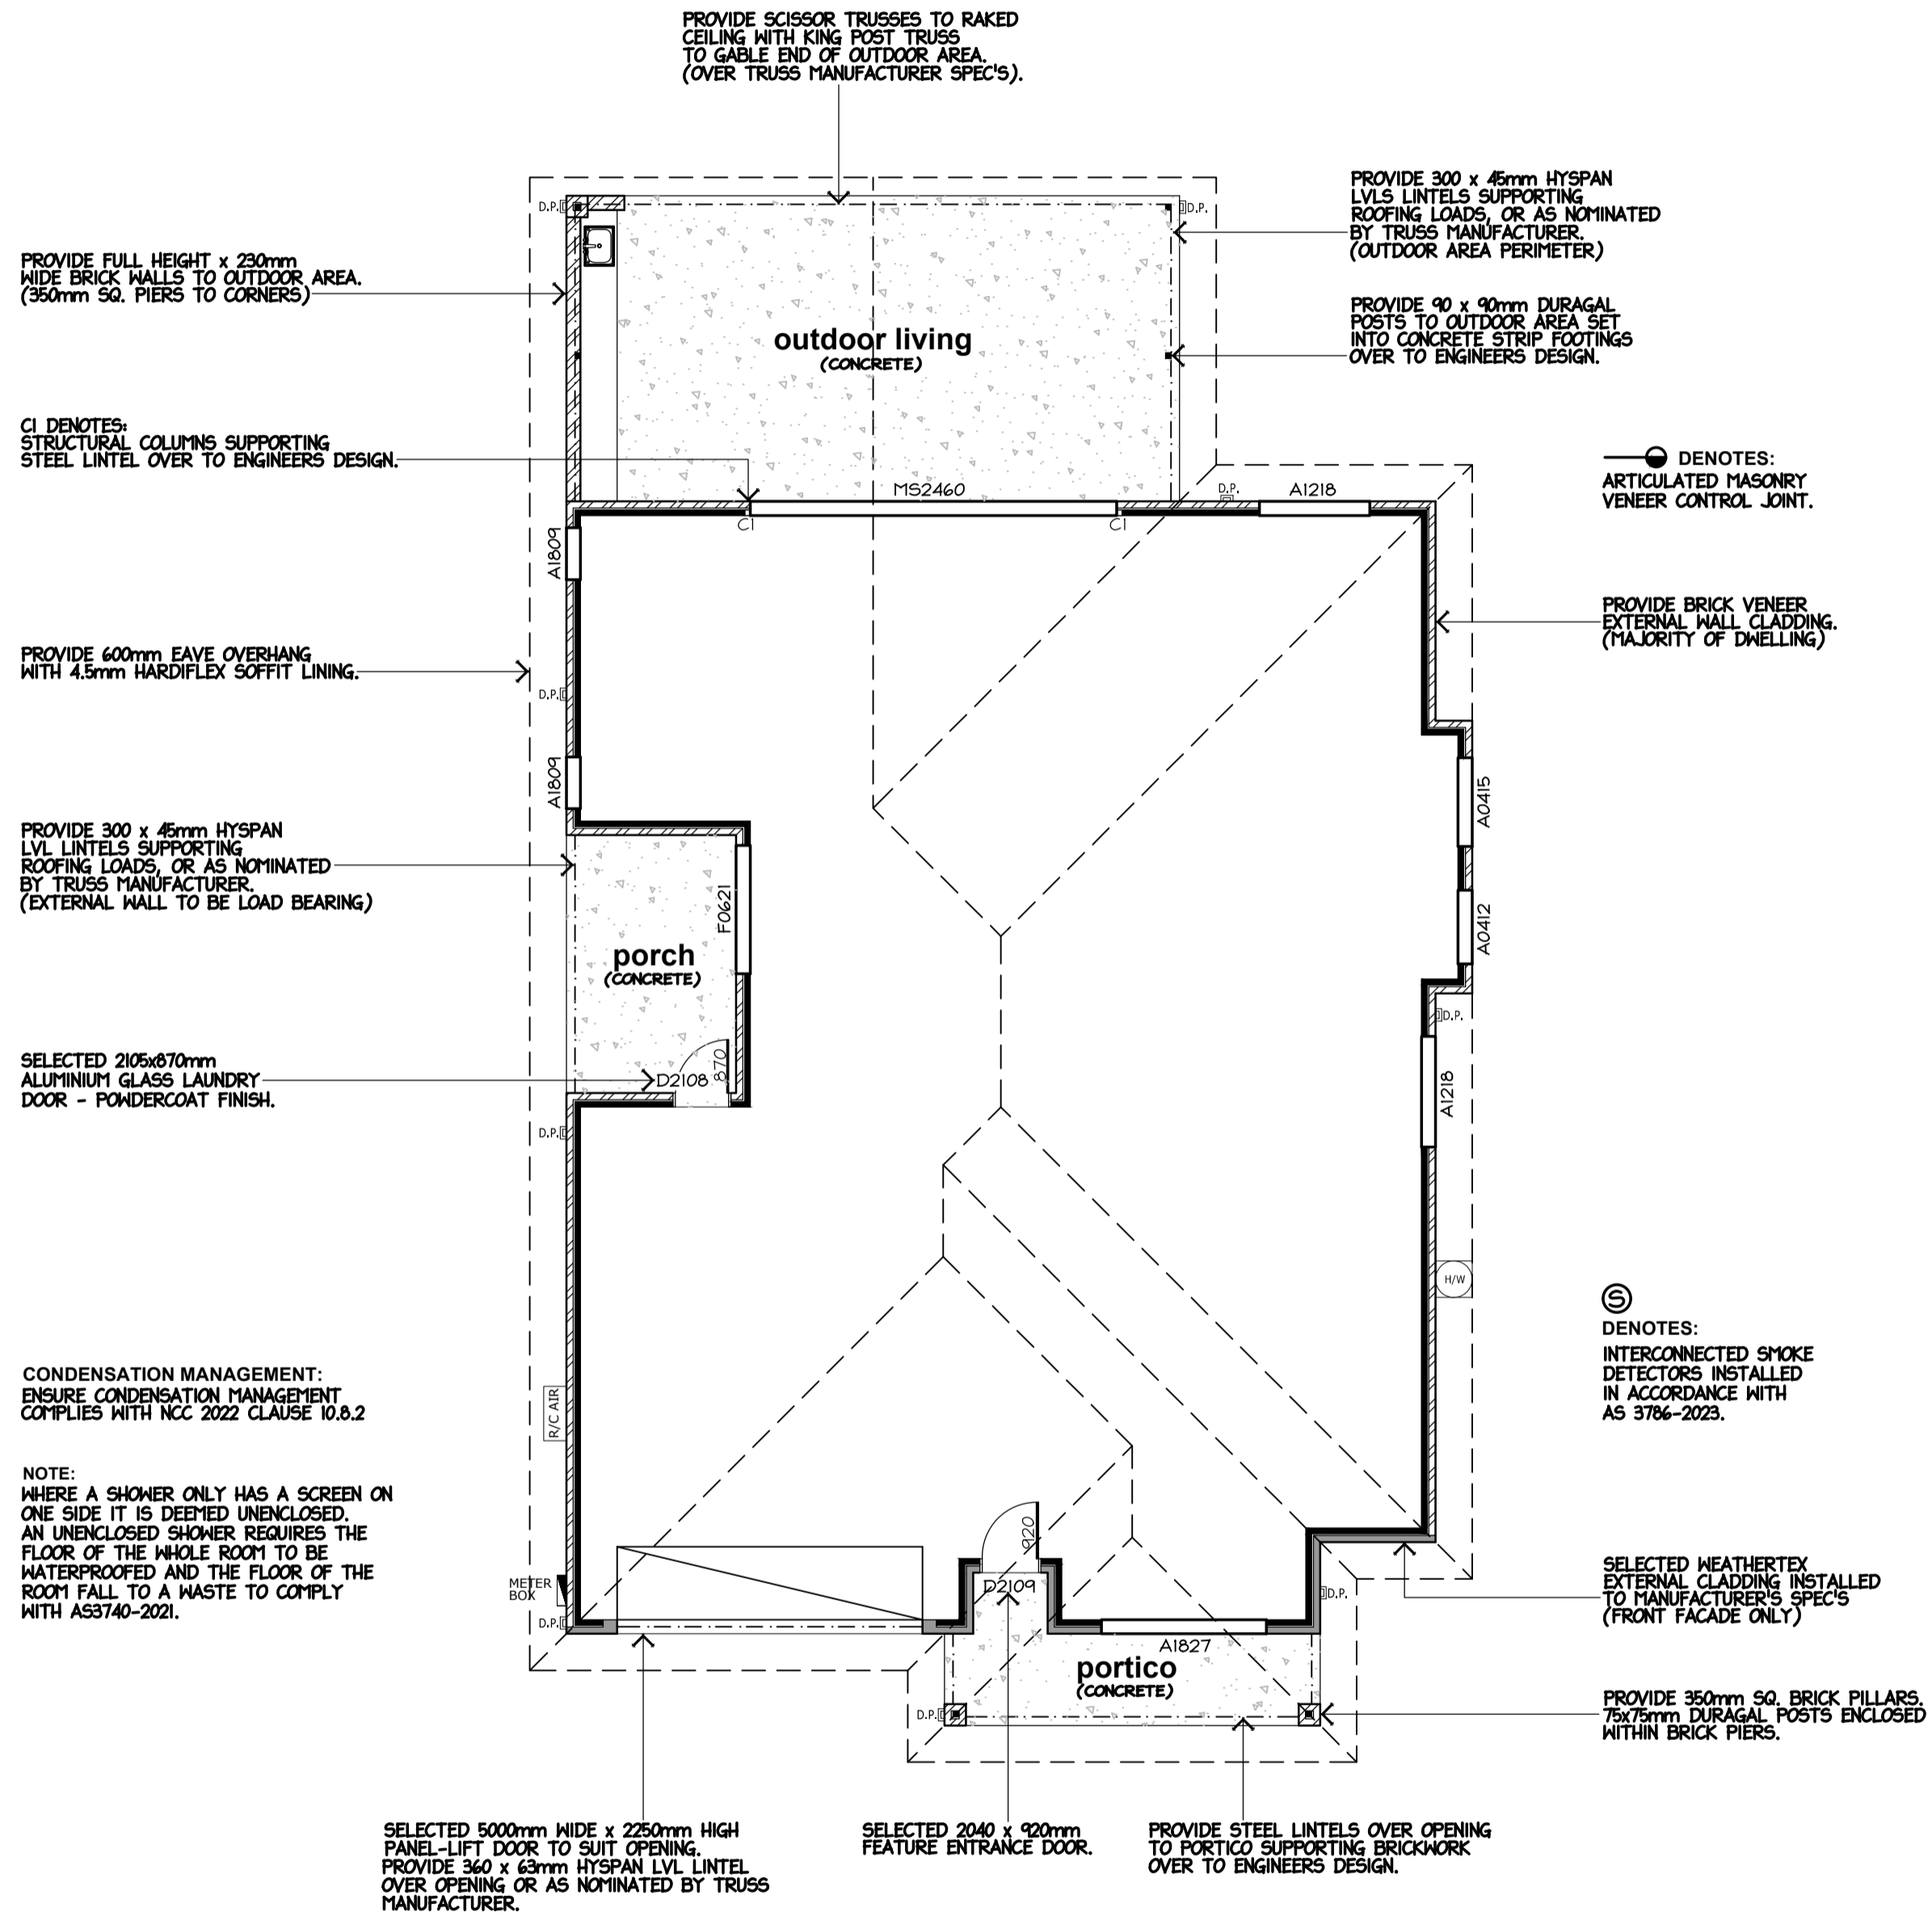 PROVIDE SCISSOR TRUSSES TO RAKED
CEILING WITH KING POST TRUSS
TO GABLE END OF OUTDOOR AREA.
(OVER TRUSS MANUFACTURER SPEC'S).
PROVIDE 300 x 45mm HYSPAN
LVLS LINTELS SUPPORTING
ROOFING LOADS, OR AS NOMINATED
BY TRUSS MANUFACTURER.
(OUTDOOR AREA PERIMETER)
D.P.
D.P.
PROVIDE FULL HEIGHT x 230mm
WIDE BRICK WALLS TO OUTDOOR AREA.
(350mm SQ. PIERS TO CORNERS)
PROVIDE 90 x 90mm DURAGAL
POSTS TO OUTDOOR AREA SET
INTO CONCRETE STRIP FOOTINGS
OVER TO ENGINEERS DESIGN.
outdoor living
(CONCRETE)
C1 DENOTES:
STRUCTURAL COLUMNS SUPPORTING
STEEL LINTEL OVER TO ENGINEERS DESIGN.
DENOTES:
ARTICULATED MASONRY
VENEER CONTROL JOINT.
MS2460
D.P.
A1218
C1
C1
A1809
PROVIDE BRICK VENEER
EXTERNAL WALL CLADDING.
(MAJORITY OF DWELLING)
PROVIDE 600mm EAVE OVERHANG
WITH 4.5mm HARDIFLEX SOFFIT LINING.
D.P.
A1809
A0415
PROVIDE 300 x 45mm HYSPAN
LVL LINTELS SUPPORTING
ROOFING LOADS, OR AS NOMINATED
BY TRUSS MANUFACTURER.
(EXTERNAL WALL TO BE LOAD BEARING)
F0621
A0412
porch
(CONCRETE)
D.P.
SELECTED 2105x870mm
ALUMINIUM GLASS LAUNDRY
DOOR - POWDERCOAT FINISH.
D2108
870
A1218
D.P.
H/W
S
DENOTES:
INTERCONNECTED SMOKE
DETECTORS INSTALLED
IN ACCORDANCE WITH
AS 3786-2023.
CONDENSATION MANAGEMENT:
ENSURE CONDENSATION MANAGEMENT
COMPLIES WITH NCC 2022 CLAUSE 10.8.2
R/C AIR
NOTE:
WHERE A SHOWER ONLY HAS A SCREEN ON
ONE SIDE IT IS DEEMED UNENCLOSED.
AN UNENCLOSED SHOWER REQUIRES THE
FLOOR OF THE WHOLE ROOM TO BE
WATERPROOFED AND THE FLOOR OF THE
ROOM FALL TO A WASTE TO COMPLY
WITH AS3740-2021.
920
METER
BOX
D2109
D.P.
D.P.
SELECTED WEATHERTEX
EXTERNAL CLADDING INSTALLED
TO MANUFACTURER'S SPEC'S
(FRONT FACADE ONLY)
A1827
portico
(CONCRETE)
D.P.
PROVIDE 350mm SQ. BRICK PILLARS.
75x75mm DURAGAL POSTS ENCLOSED
WITHIN BRICK PIERS.
SELECTED 5000mm WIDE x 2250mm HIGH
PANEL-LIFT DOOR TO SUIT OPENING.
PROVIDE 360 x 63mm HYSPAN LVL LINTEL
OVER OPENING OR AS NOMINATED BY TRUSS
MANUFACTURER.
SELECTED 2040 x 920mm
FEATURE ENTRANCE DOOR.
PROVIDE STEEL LINTELS OVER OPENING
TO PORTICO SUPPORTING BRICKWORK
OVER TO ENGINEERS DESIGN.